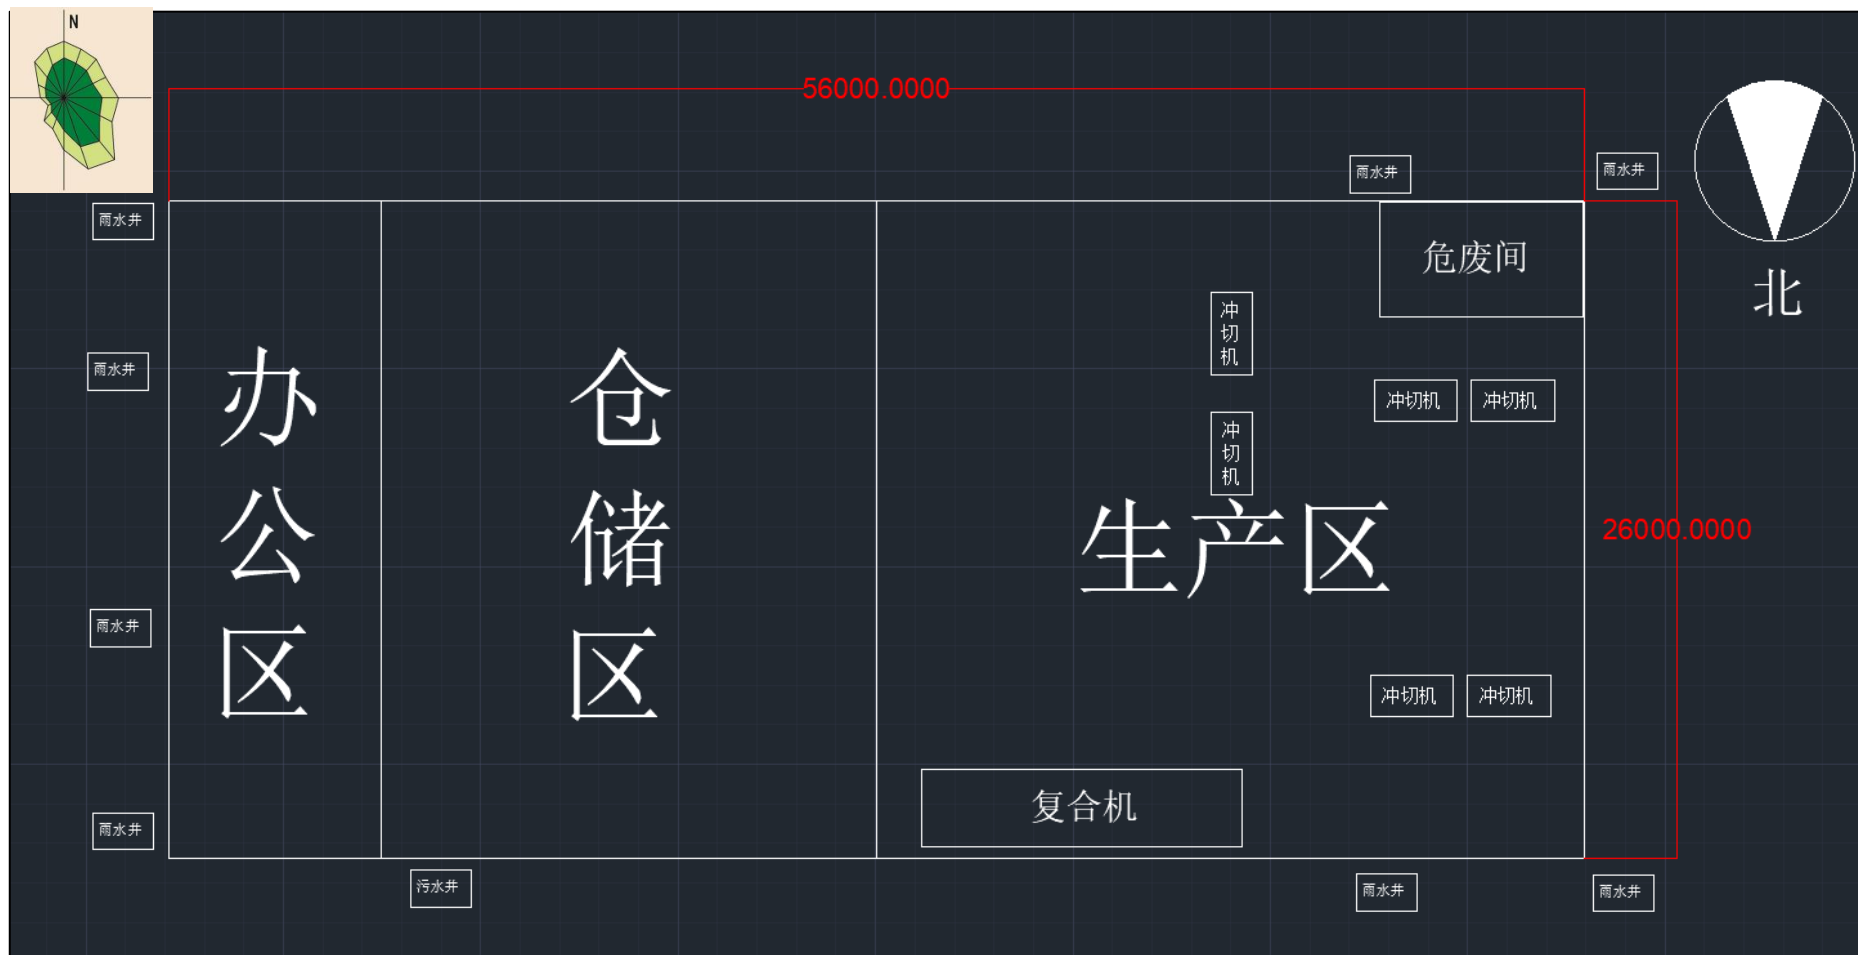 N
56000.0000
雨水井
雨水井
雨水井
危废间
北
冲
切
机
雨水井
冲切机
冲切机
办
公
区
仓
储
区
冲
切
机
生产区
26000.0000
雨水井
冲切机
冲切机
复合机
雨水井
污水井
雨水井
雨水井